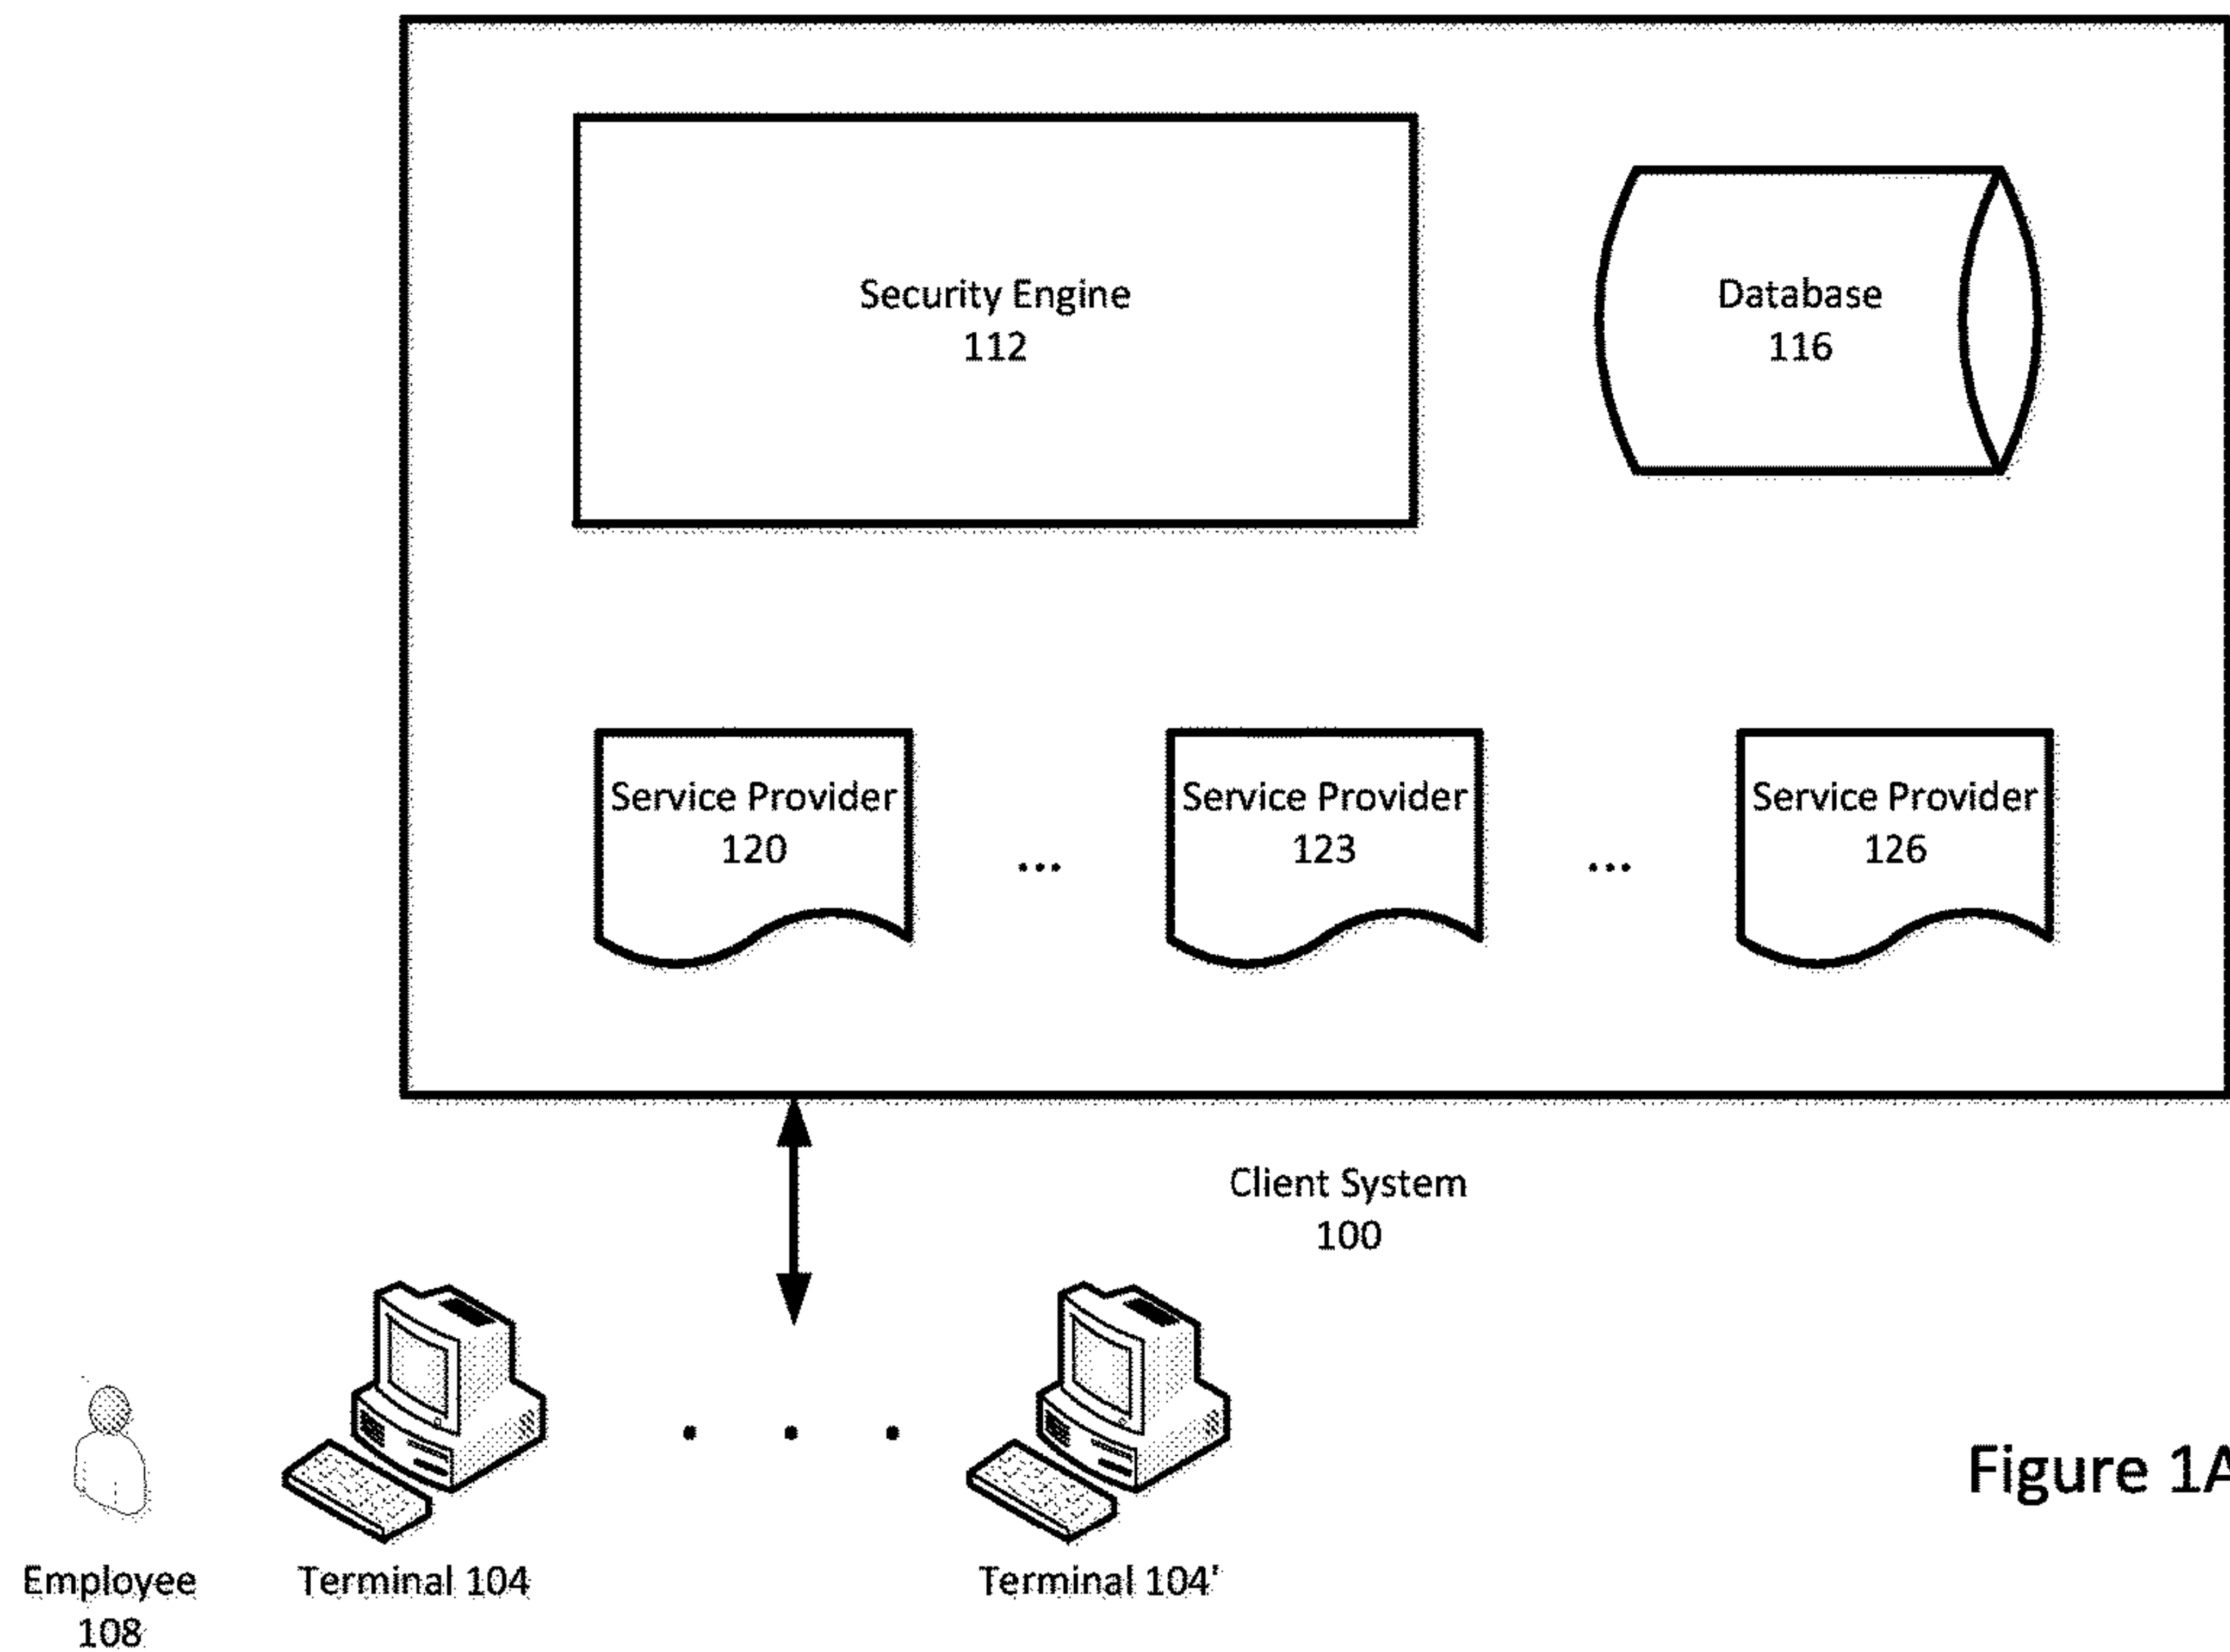 Security Engine
112
Database
116
Service Provider
120
...
Service Provider
123
...
Service Provider
126
Client System
100
Employee
108
Terminal 104
. . .
Terminal 104'
Figure 1A